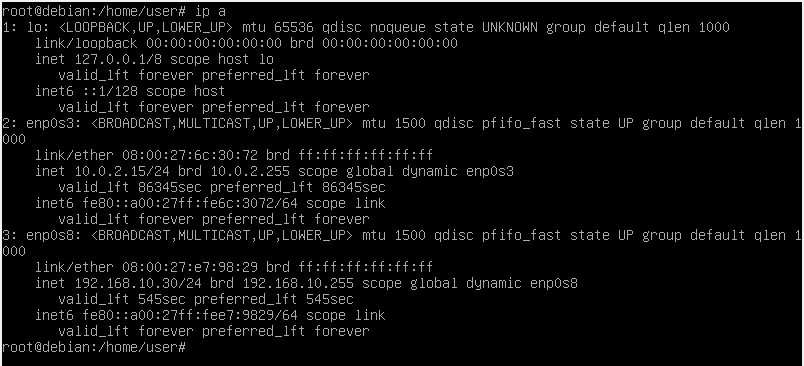 root@debian:/home/user# ip a
1: lo: <LOOPBACK,UP,LOWER_UP> mtu 65536 qdisc noqueue state UNKNOWN group default qlen 1000
    link/loopback 00:00:00:00:00:00 brd 00:00:00:00:00:00
    inet 127.0.0.1/8 scope host lo
       valid_lft forever preferred_lft forever
    inet6 ::1/128 scope host
       valid_lft forever preferred_lft forever
2: enp0s3: <BROADCAST,MULTICAST,UP,LOWER_UP> mtu 1500 qdisc pfifo_fast state UP group default qlen 1
000
    link/ether 08:00:27:6c:30:72 brd ff:ff:ff:ff:ff:ff
    inet 10.0.2.15/24 brd 10.0.2.255 scope global dynamic enp0s3
       valid_lft 86345sec preferred_lft 86345sec
    inet6 fe80::a00:27ff:fe6c:3072/64 scope link
       valid_lft forever preferred_lft forever
3: enp0s8: <BROADCAST,MULTICAST,UP,LOWER_UP> mtu 1500 qdisc pfifo_fast state UP group default qlen 1
000
    link/ether 08:00:27:e7:98:29 brd ff:ff:ff:ff:ff:ff
    inet 192.168.10.30/24 brd 192.168.10.255 scope global dynamic enp0s8
       valid_lft 545sec preferred_lft 545sec
    inet6 fe80::a00:27ff:fee7:9829/64 scope link
       valid_lft forever preferred_lft forever
root@debian:/home/user#